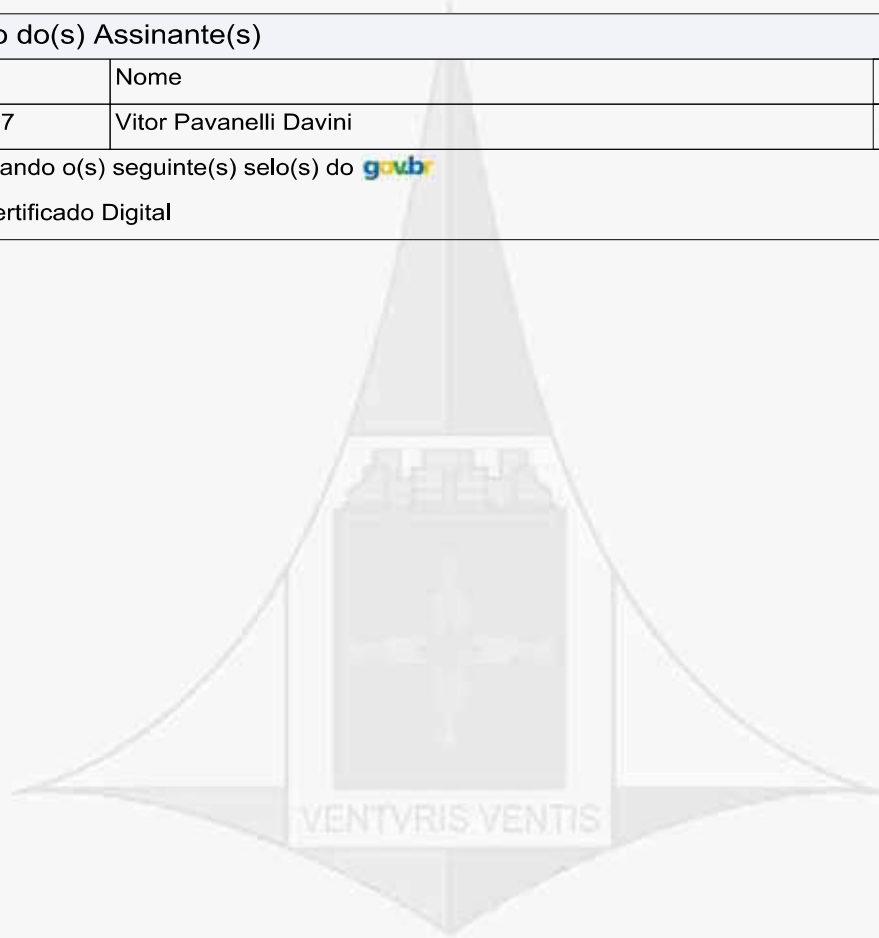 o do(s) Assinante(s)
Nome
7 Vitor Pavanelli Davini
ando o(s) seguinte(s) selo(s) do gov.br
ertificado Digital
VENTVRIS VENTIS